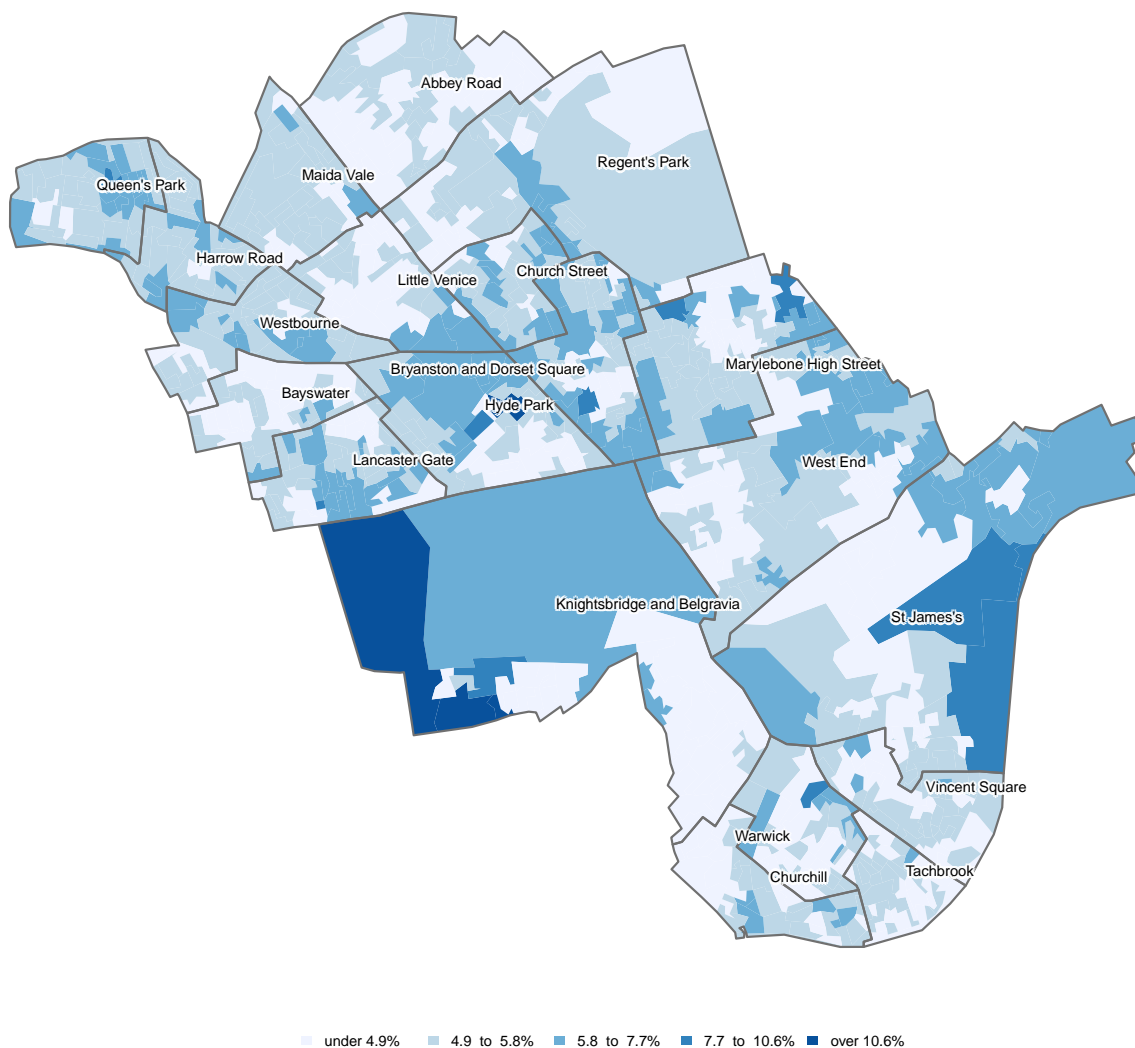 Abbey Road
Regent's Park
Maida Vale
Queen's Park
Harrow Road
Church Street
Little Venice
Westbourne
Marylebone High Street
Bryanston and Dorset Square
Bayswater
Hyde Park
Lancaster Gate
West End
Knightsbridge and Belgravia
St James's
Vincent Square
Warwick
Tachbrook
Churchill
under 4.9% 4.9 to 5.8% 5.8 to 7.7% 7.7 to 10.6% over 10.6%